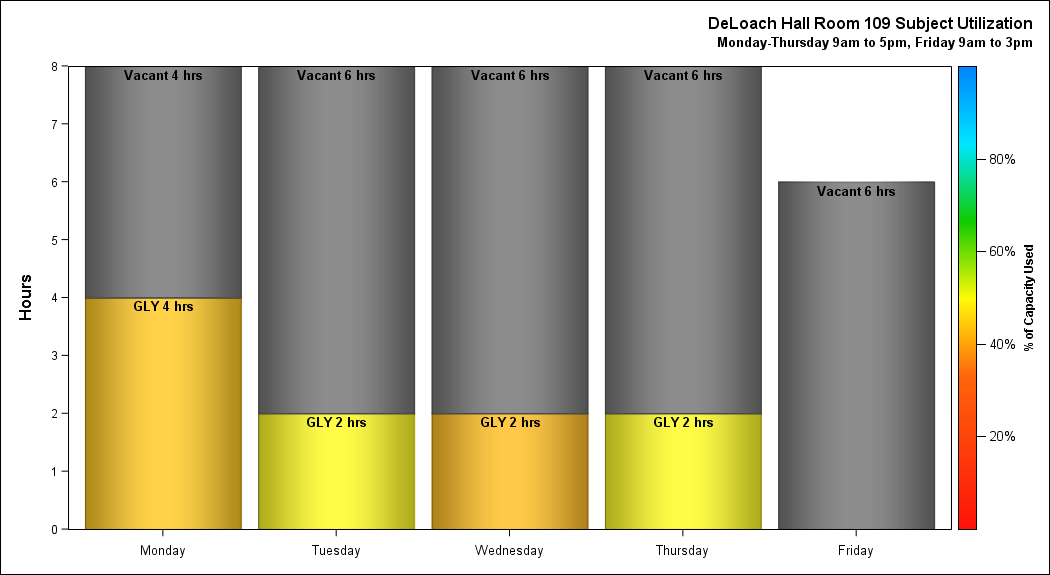 DeLoach Hall Room 109 Subject Utilization
Monday-Thursday 9am to 5pm, Friday 9am to 3pm
Hours
8
7
6
5
4
3
2
1
0
Vacant 4 hrs
GLY 4 hrs
Vacant 6 hrs
GLY 2 hrs
Vacant 6 hrs
GLY 2 hrs
Vacant 6 hrs
GLY 2 hrs
Vacant 6 hrs
Monday
Tuesday
Wednesday
Thursday
Friday
80%
60%
40%
20%
% of Capacity Used